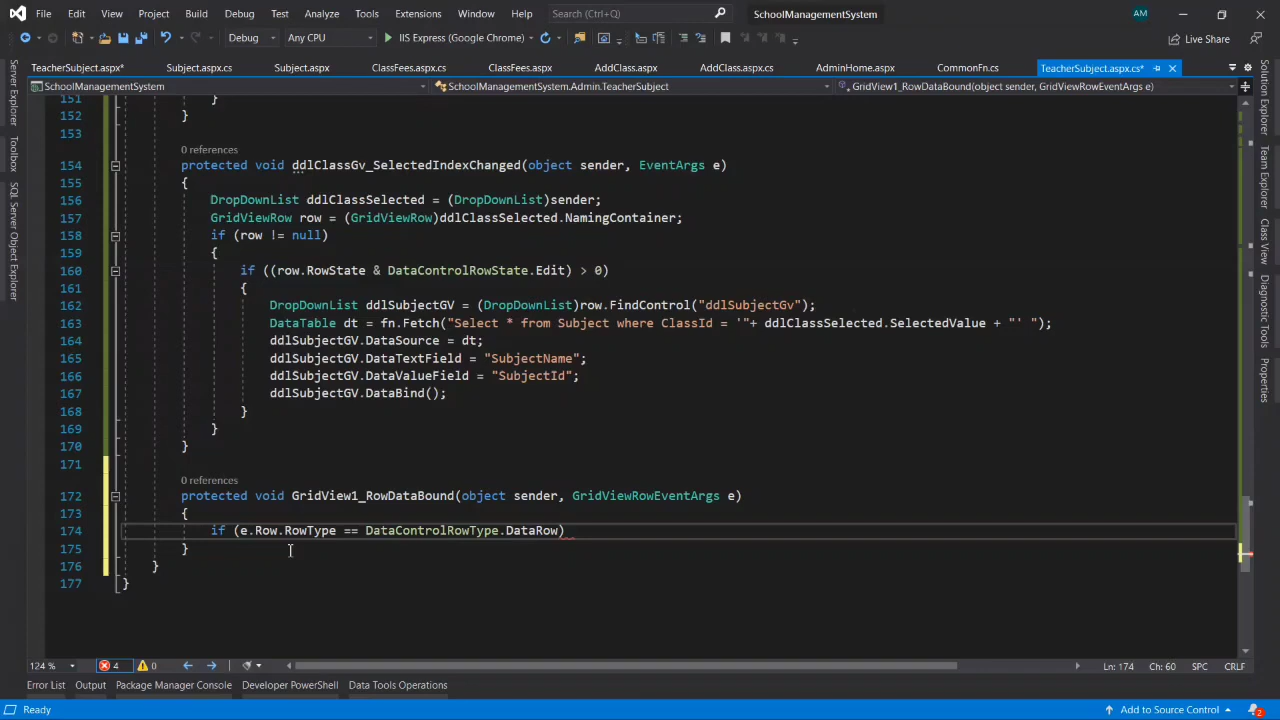 File Edit View Project Build Debug Test Analyze Tools Extensions Window Help Search (Ctrl+Q) SchoolManagementSystem AM
Debug Any CPU IIS Express (Google Chrome) Live Share
TeacherSubject.aspx* Subject.aspx.cs Subject.aspx ClassFees.aspx.cs ClassFees.aspx AddClass.aspx AddClass.aspx.cs AdminHome.aspx CommonFn.cs TeacherSubject.aspx.cs*
SchoolManagementSystem SchoolManagementSystem.Admin.TeacherSubject GridView1_RowDataBound(object sender, GridViewRowEventArgs e)
Server Explorer
Toolbox
SQL Server Object Explorer
151 }
152 }
153
0 references
154 protected void ddlClassGv_SelectedIndexChanged(object sender, EventArgs e)
155 {
156 DropDownList ddlClassSelected = (DropDownList)sender;
157 GridViewRow row = (GridViewRow)ddlClassSelected.NamingContainer;
158 if (row != null)
159 {
160 if ((row.RowState & DataControlRowState.Edit) > 0)
161 {
162 DropDownList ddlSubjectGV = (DropDownList)row.FindControl("ddlSubjectGv");
163 DataTable dt = fn.Fetch("Select * from Subject where ClassId = '"+ ddlClassSelected.SelectedValue + "' ");
164 ddlSubjectGV.DataSource = dt;
165 ddlSubjectGV.DataTextField = "SubjectName";
166 ddlSubjectGV.DataValueField = "SubjectId";
167 ddlSubjectGV.DataBind();
168 }
169 }
170 }
171
0 references
172 protected void GridView1_RowDataBound(object sender, GridViewRowEventArgs e)
173 {
174 if (e.Row.RowType == DataControlRowType.DataRow)
175 }
176 }
177 }
Solution Explorer
Team Explorer
Class View
Diagnostic Tools
Properties
124 % 4 0 Ln: 174 Ch: 60 SPC CRLF
Error List Output Package Manager Console Developer PowerShell Data Tools Operations
Ready Add to Source Control 2